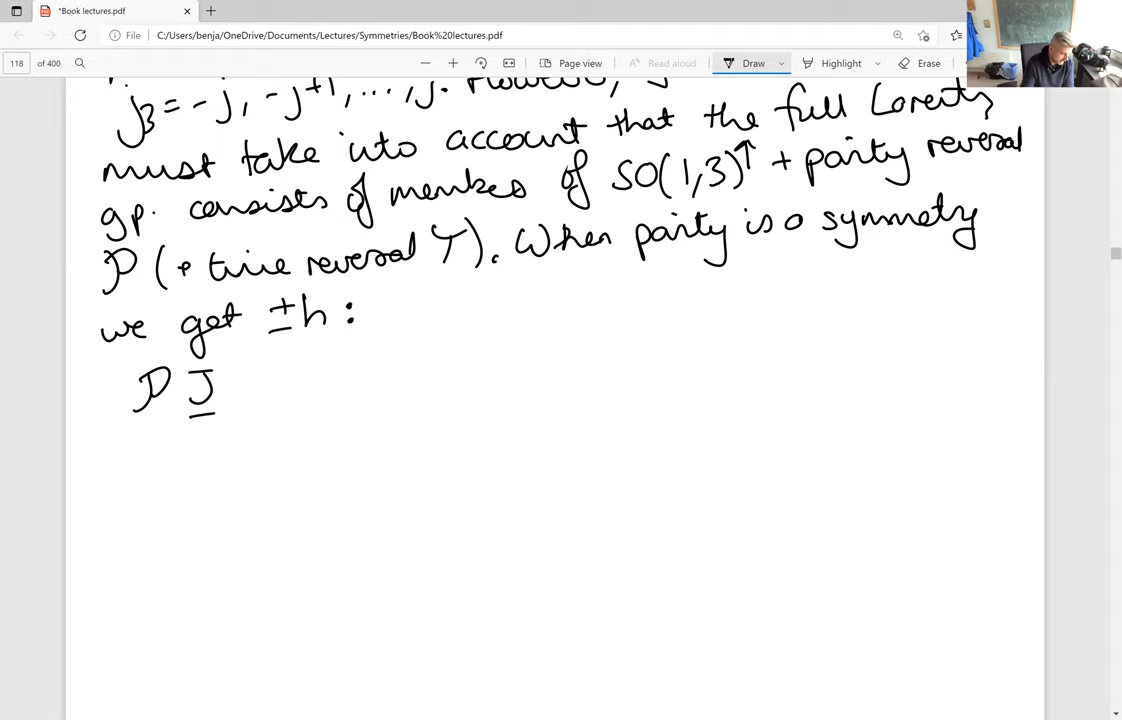 *Book lectures.pdf
File C:/Users/benja/OneDrive/Documents/Lectures/Symmetries/Book%20lectures.pdf
118 of 400 Page view Read aloud Draw Highlight Erase
j₃ = -j, -j+1, ..., j.
must take into account that the full Lorentz
gp. consists of members of SO(1,3)↑ + parity reversal
P (+ time reversal T). When parity is a symmetry
we get ±h:
P J